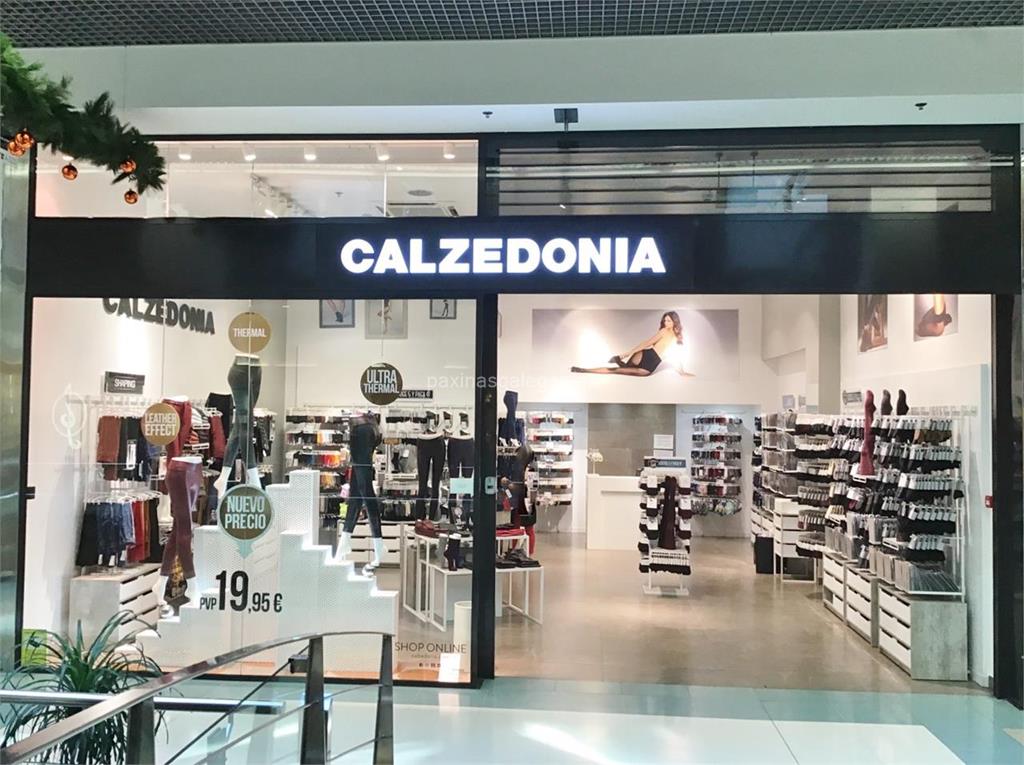 CALZEDONIA
CALZEDONIA
THERMAL
ULTRA
THERMAL
SHAPING
LEATHER
EFFECT
NUEVO
PRECIO
PVP 19,95 €
SHOP ONLINE